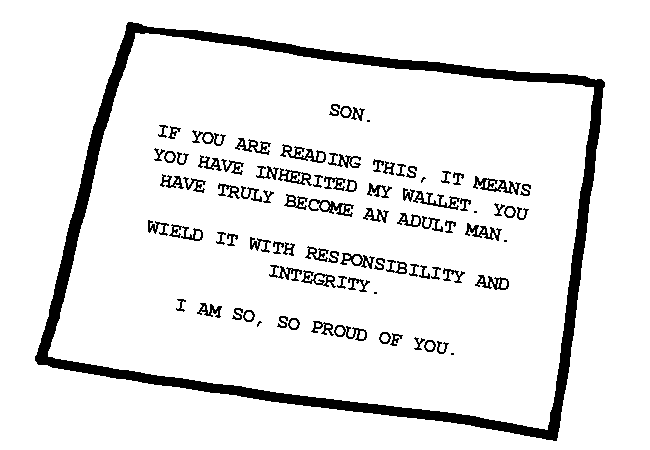 SON.
IF YOU ARE READING THIS, IT MEANS
YOU HAVE INHERITED MY WALLET. YOU
HAVE TRULY BECOME AN ADULT MAN.
WIELD IT WITH RESPONSIBILITY AND
INTEGRITY.
I AM SO, SO PROUD OF YOU.